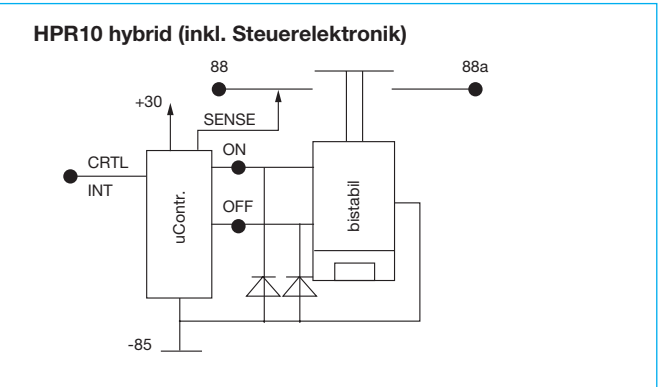 HPR10 hybrid (inkl. Steuerelektronik)
88
88a
+30
SENSE
ON
CRTL
INT
OFF
uContr.
bistabil
-85